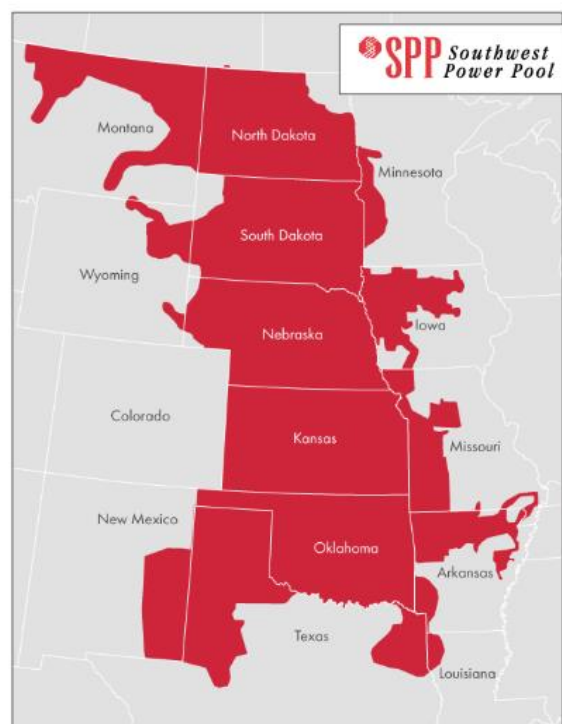 SPP Southwest
Power Pool
Montana
North Dakota
Minnesota
South Dakota
Wyoming
Iowa
Nebraska
Colorado
Kansas
Missouri
New Mexico
Oklahoma
Arkansas
Texas
Louisiana